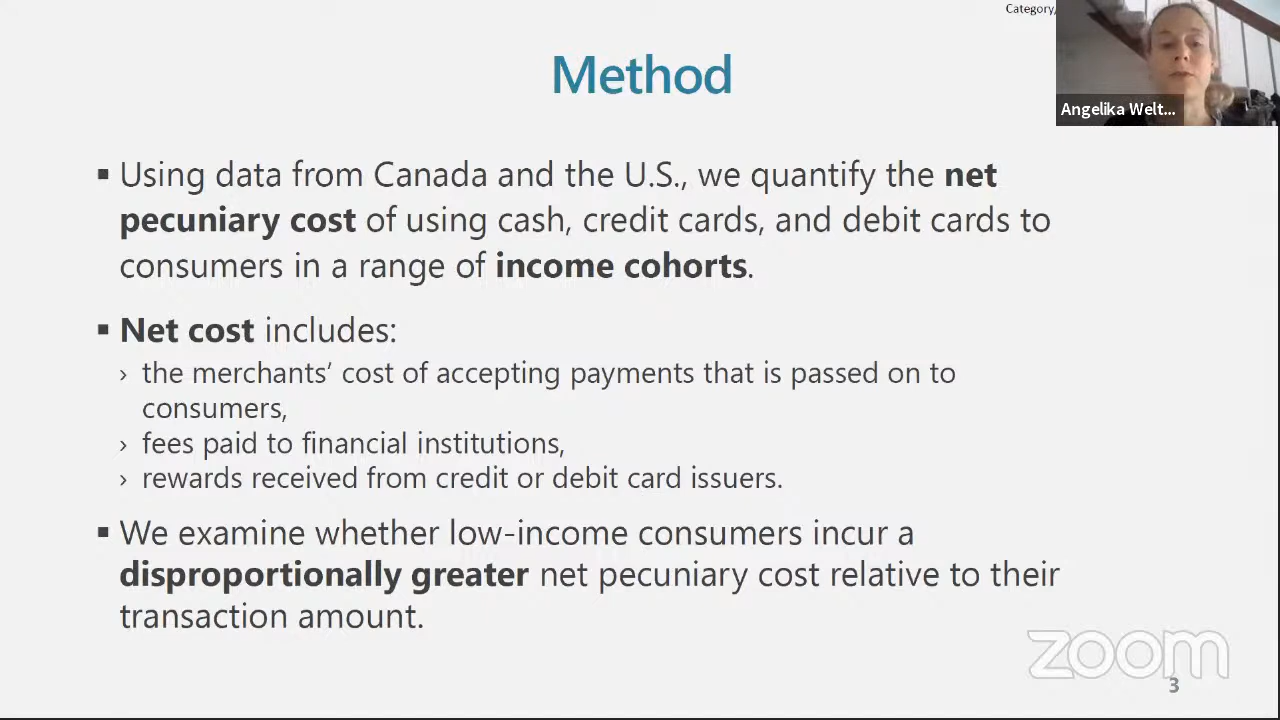 Category,
Method
Angelika Welt...
▪ Using data from Canada and the U.S., we quantify the net
pecuniary cost of using cash, credit cards, and debit cards to
consumers in a range of income cohorts.
▪ Net cost includes:
› the merchants’ cost of accepting payments that is passed on to
consumers,
› fees paid to financial institutions,
› rewards received from credit or debit card issuers.
▪ We examine whether low-income consumers incur a
disproportionally greater net pecuniary cost relative to their
transaction amount.
zoom
3